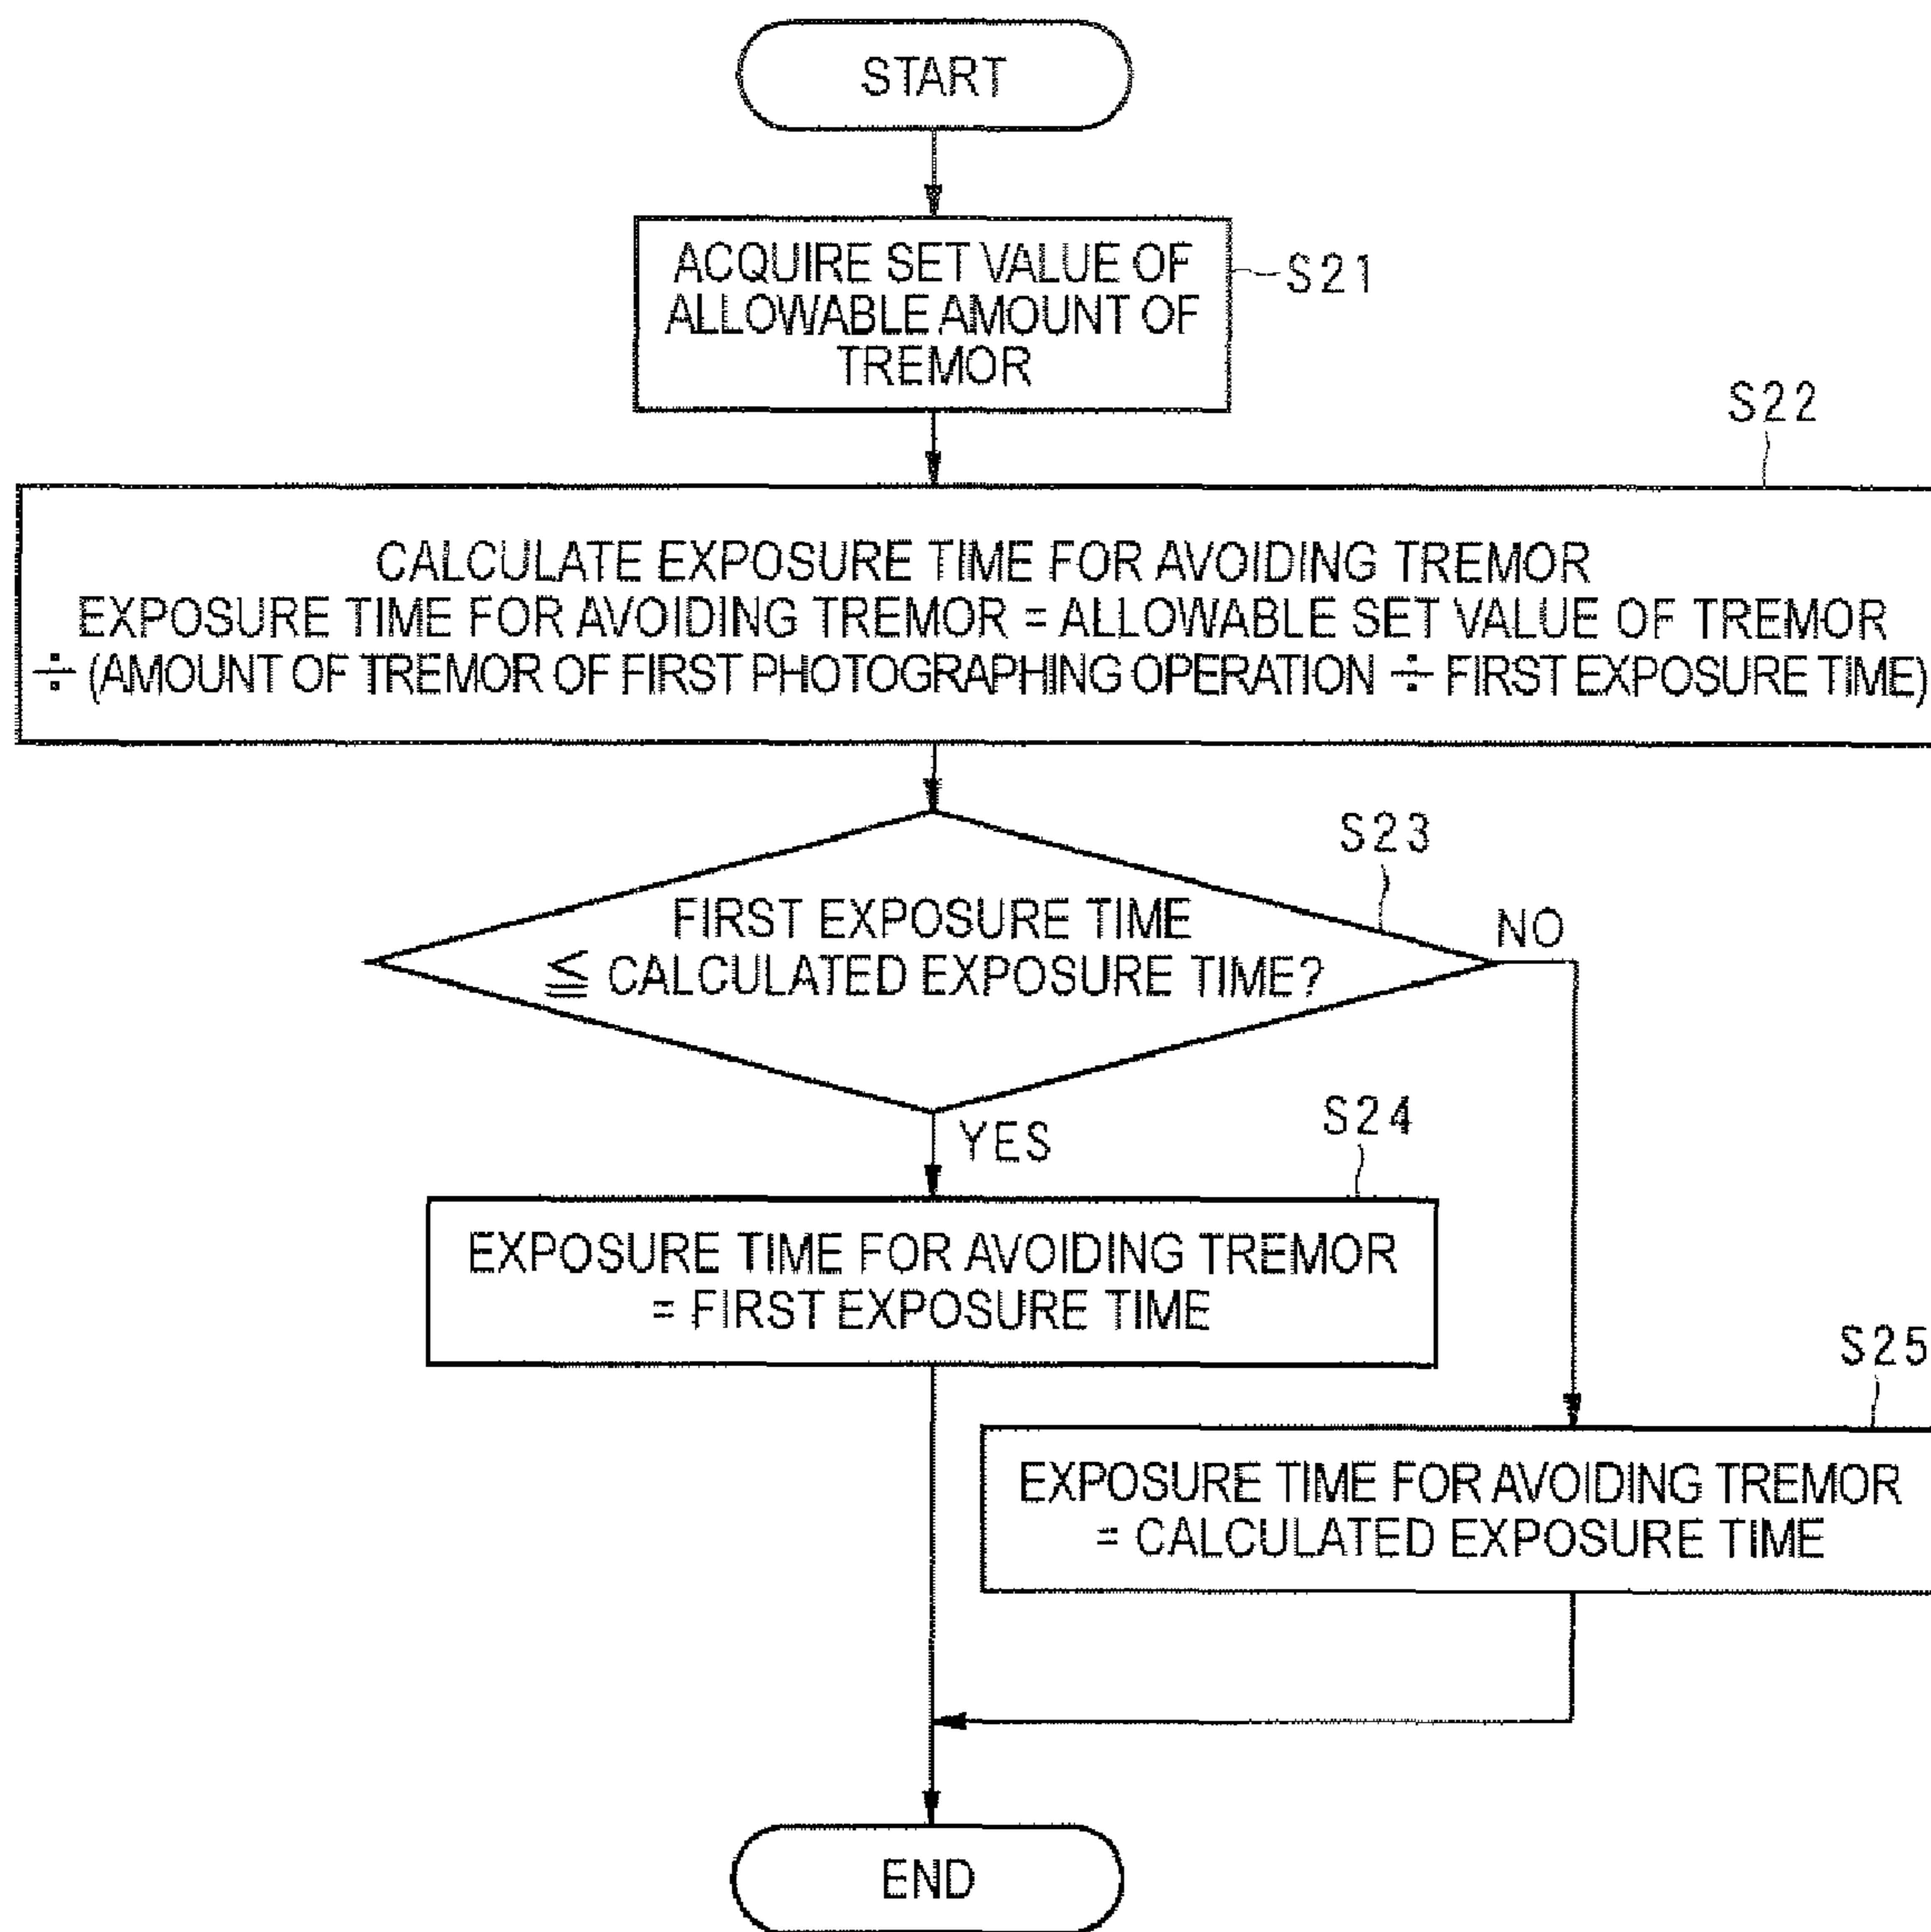 START
ACQUIRE SET VALUE OF
ALLOWABLE AMOUNT OF
TREMOR
S21
S22
CALCULATE EXPOSURE TIME FOR AVOIDING TREMOR
EXPOSURE TIME FOR AVOIDING TREMOR = ALLOWABLE SET VALUE OF TREMOR
÷ (AMOUNT OF TREMOR OF FIRST PHOTOGRAPHING OPERATION ÷ FIRST EXPOSURE TIME)
S23
FIRST EXPOSURE TIME
≦ CALCULATED EXPOSURE TIME?
NO
YES
S24
EXPOSURE TIME FOR AVOIDING TREMOR
= FIRST EXPOSURE TIME
S25
EXPOSURE TIME FOR AVOIDING TREMOR
= CALCULATED EXPOSURE TIME
END